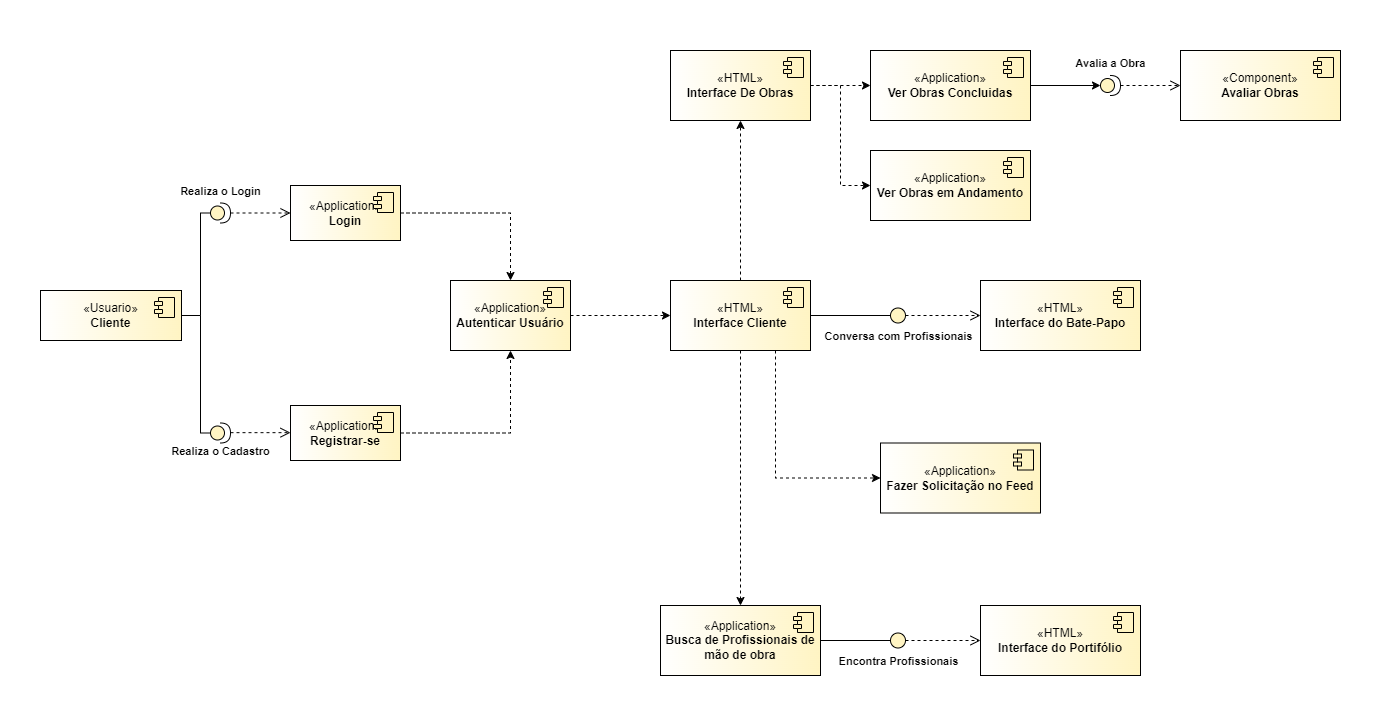 «HTML»
Interface De Obras
«Application»
Ver Obras Concluidas
Avalia a Obra
«Component»
Avaliar Obras
«Application»
Ver Obras em Andamento
Realiza o Login
«Application»
Login
«Usuario»
Cliente
«Application»
Autenticar Usuário
«HTML»
Interface Cliente
Conversa com Profissionais
«HTML»
Interface do Bate-Papo
«Application»
Registrar-se
Realiza o Cadastro
«Application»
Fazer Solicitação no Feed
«Application»
Busca de Profissionais de
mão de obra
Encontra Profissionais
«HTML»
Interface do Portifólio